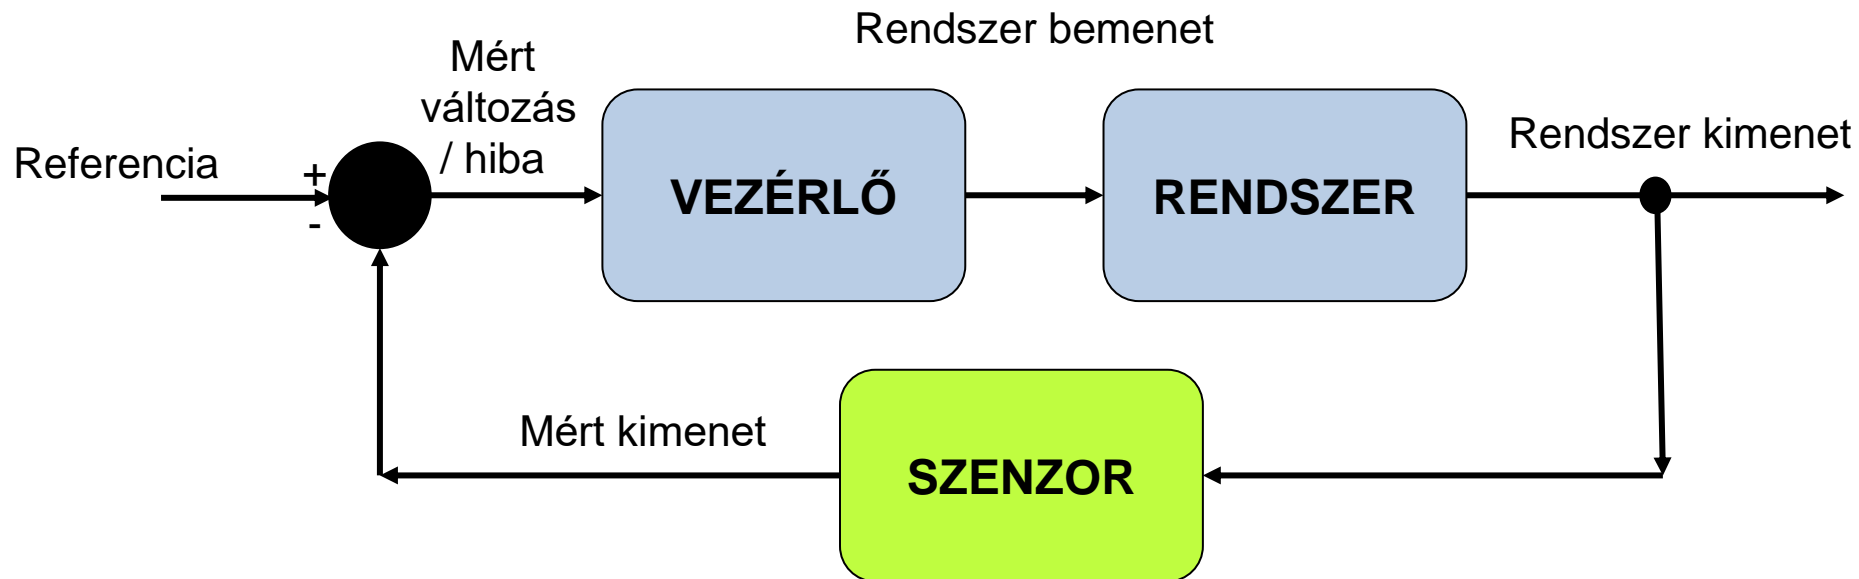 Rendszer bemenet
Mért
változás
/ hiba
Referencia
+
-
VEZÉRLŐ
RENDSZER
Rendszer kimenet
Mért kimenet
SZENZOR